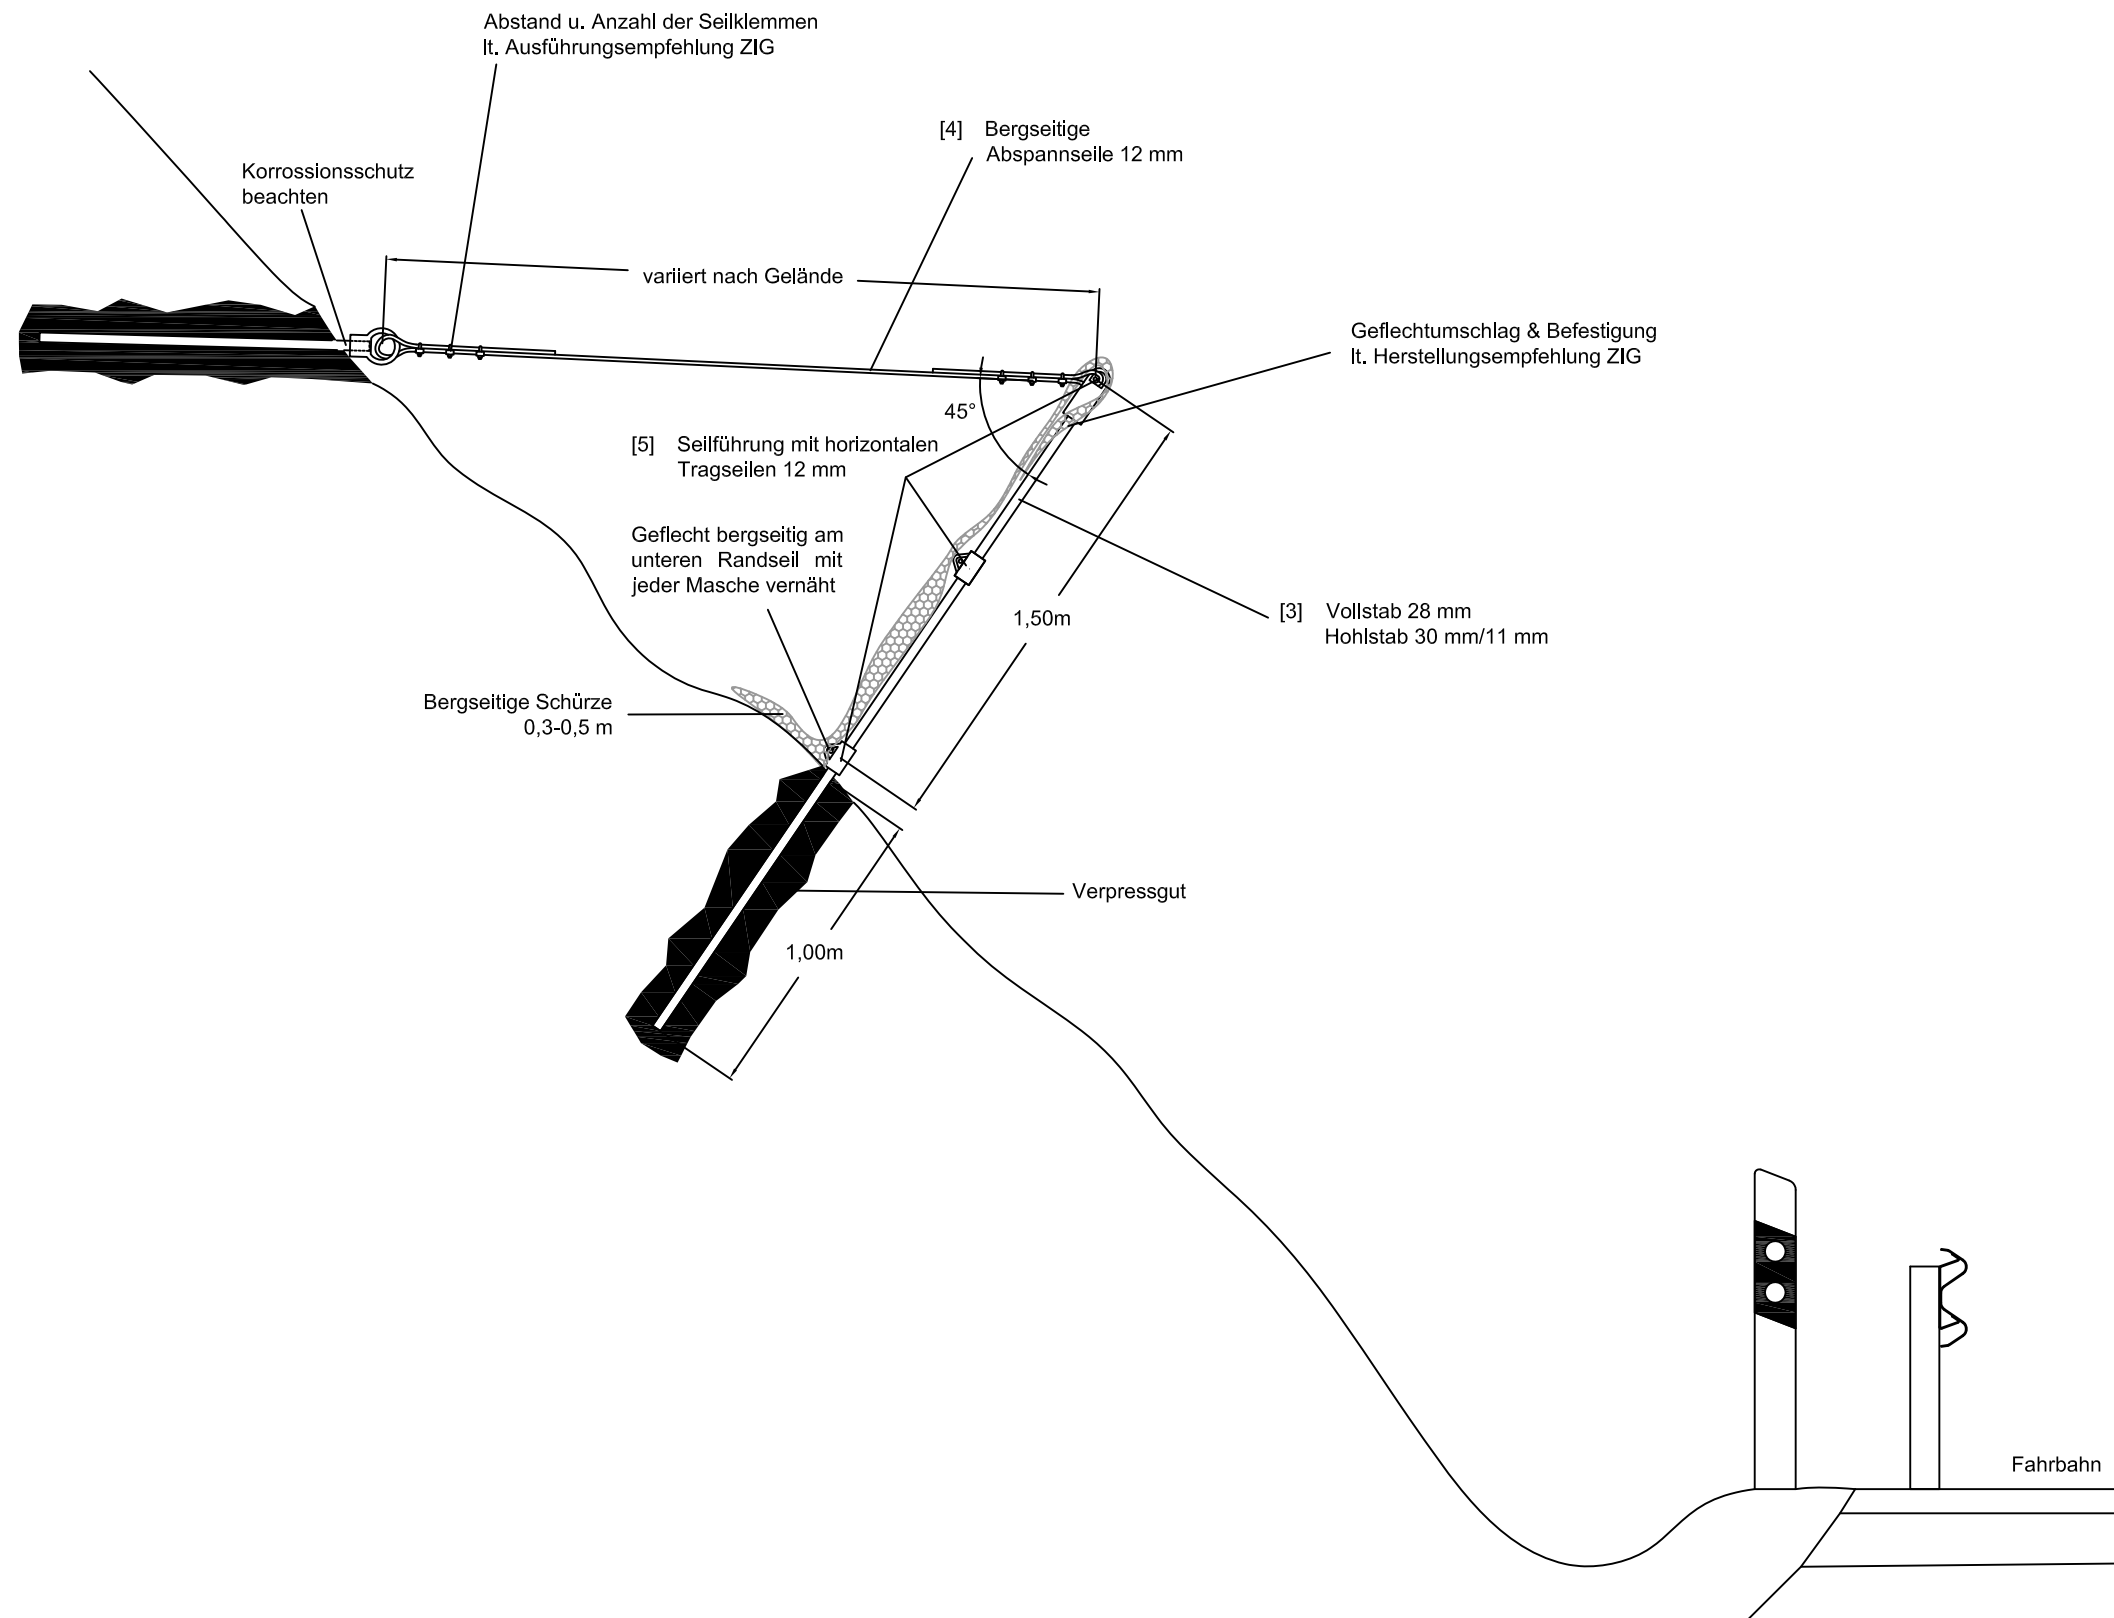 Abstand u. Anzahl der Seilklemmen
lt. Ausführungsempfehlung ZIG
[4] Bergseitige
Abspannseile 12 mm
Korrossionsschutz
beachten
variiert nach Gelände
Geflechtumschlag & Befestigung
lt. Herstellungsempfehlung ZIG
45°
[5] Seilführung mit horizontalen
Tragseilen 12 mm
Geflecht bergseitig am
unteren Randseil mit
jeder Masche vernäht
1,50m
[3] Vollstab 28 mm
Hohlstab 30 mm/11 mm
Bergseitige Schürze
0,3-0,5 m
Verpressgut
1,00m
Fahrbahn